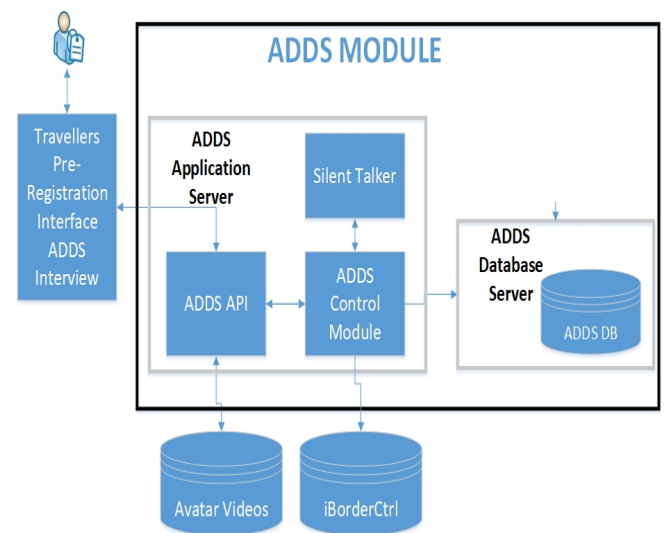 ADDS MODULE
Travellers
Pre-
Registration
Interface
ADDS
Interview
ADDS
Application
Server
Silent Talker
ADDS API
ADDS
Control
Module
ADDS
Database
Server
ADDS DB
Avatar Videos
iBorderCtrl